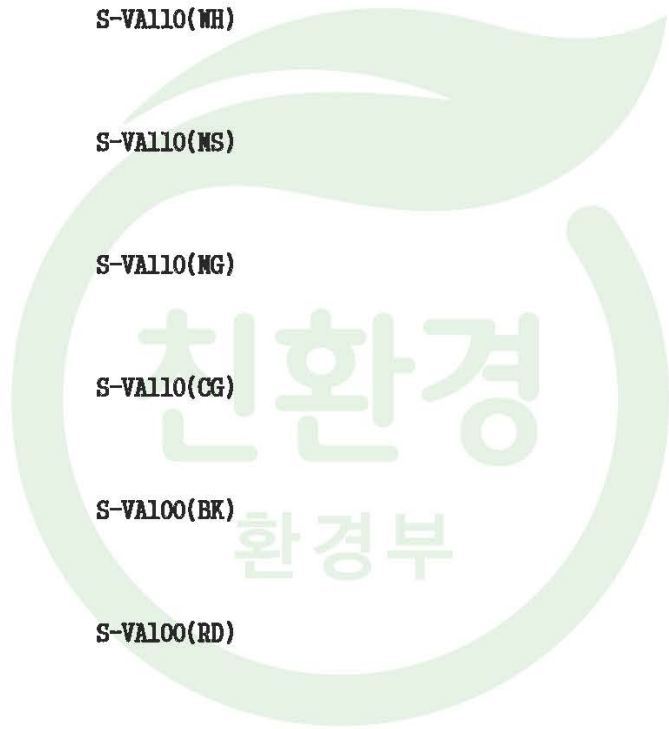 S-VA110(WH)
S-VA110(MS)
S-VA110(MG)
친환경
S-VA110(CG)
S-VA100(BK)
환경부
S-VA100(RD)